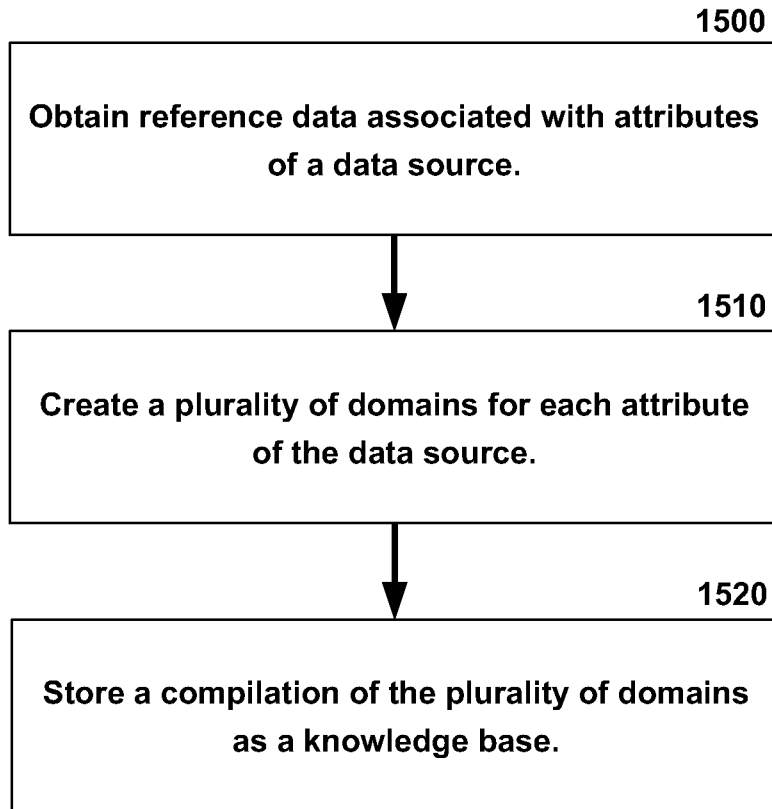 1500
Obtain reference data associated with attributes
of a data source.
1510
Create a plurality of domains for each attribute
of the data source.
1520
Store a compilation of the plurality of domains
as a knowledge base.